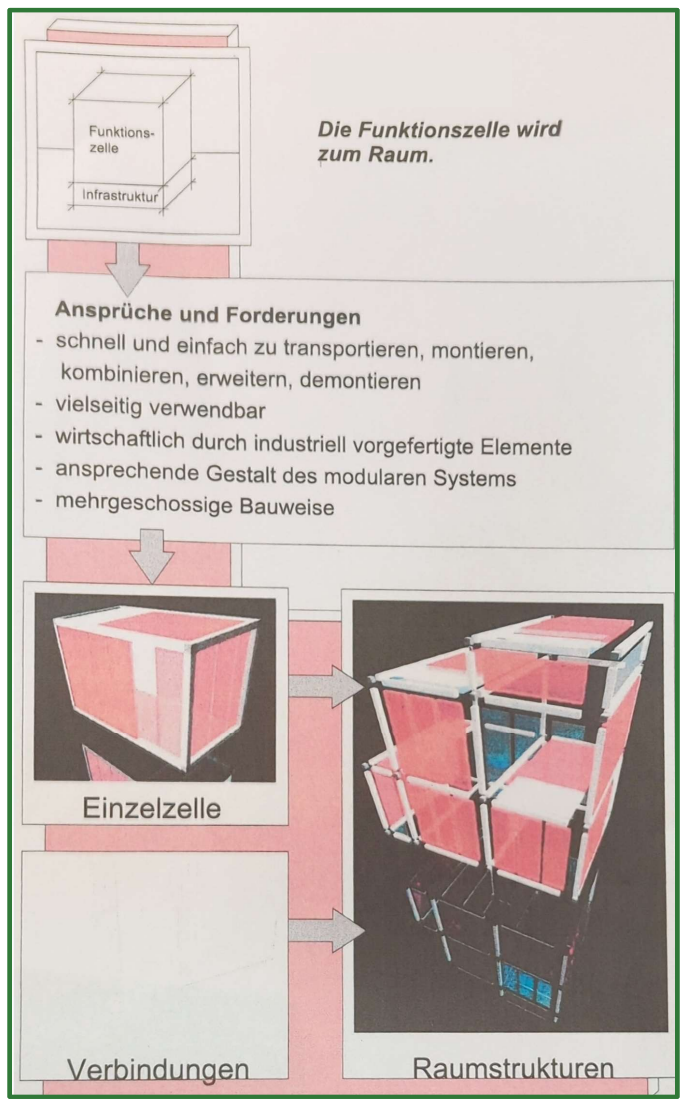 Funktions-
zelle
Infrastruktur
Die Funktionszelle wird
zum Raum.
Ansprüche und Forderungen
- schnell und einfach zu transportieren, montieren,
kombinieren, erweitern, demontieren
- vielseitig verwendbar
- wirtschaftlich durch industriell vorgefertigte Elemente
- ansprechende Gestalt des modularen Systems
- mehrgeschossige Bauweise
Einzelzelle
Verbindungen
Raumstrukturen